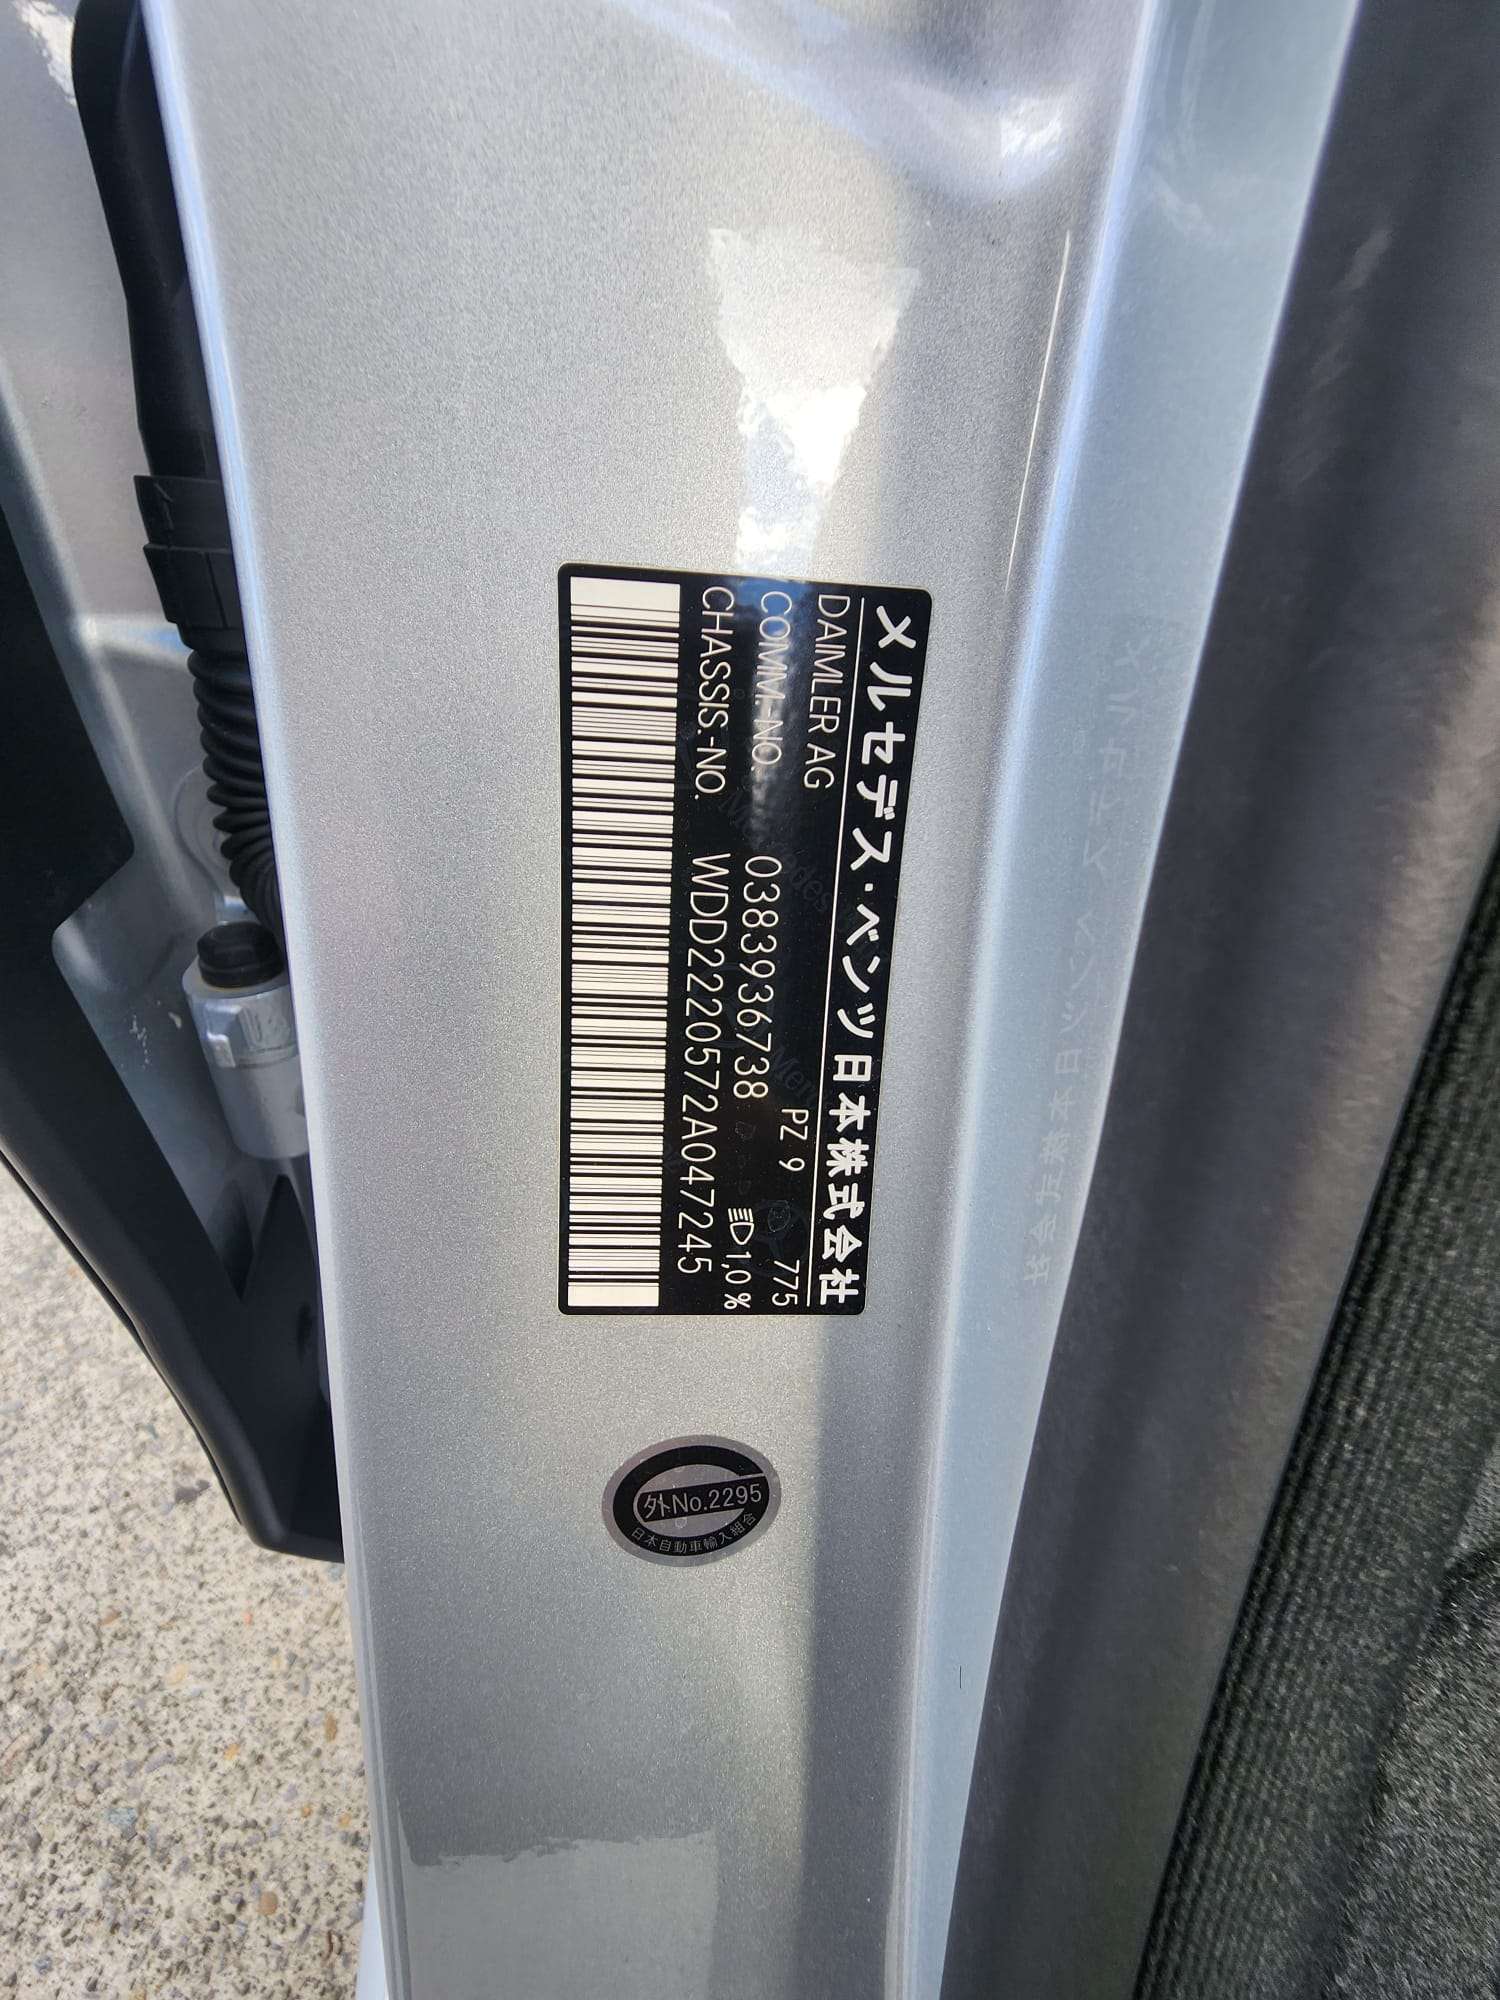 メルセデス・ベンツ日本株式会社
DAIMLER AG PZ 9 775
COMM.-NO. 0383936738 1,0 %
CHASSIS.-NO. WDD2220572A047245
外No.2295
日本自動車輸入組合